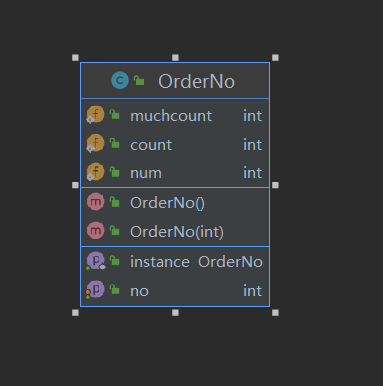 OrderNo
muchcount int
count int
num int
OrderNo()
OrderNo(int)
instance OrderNo
no int